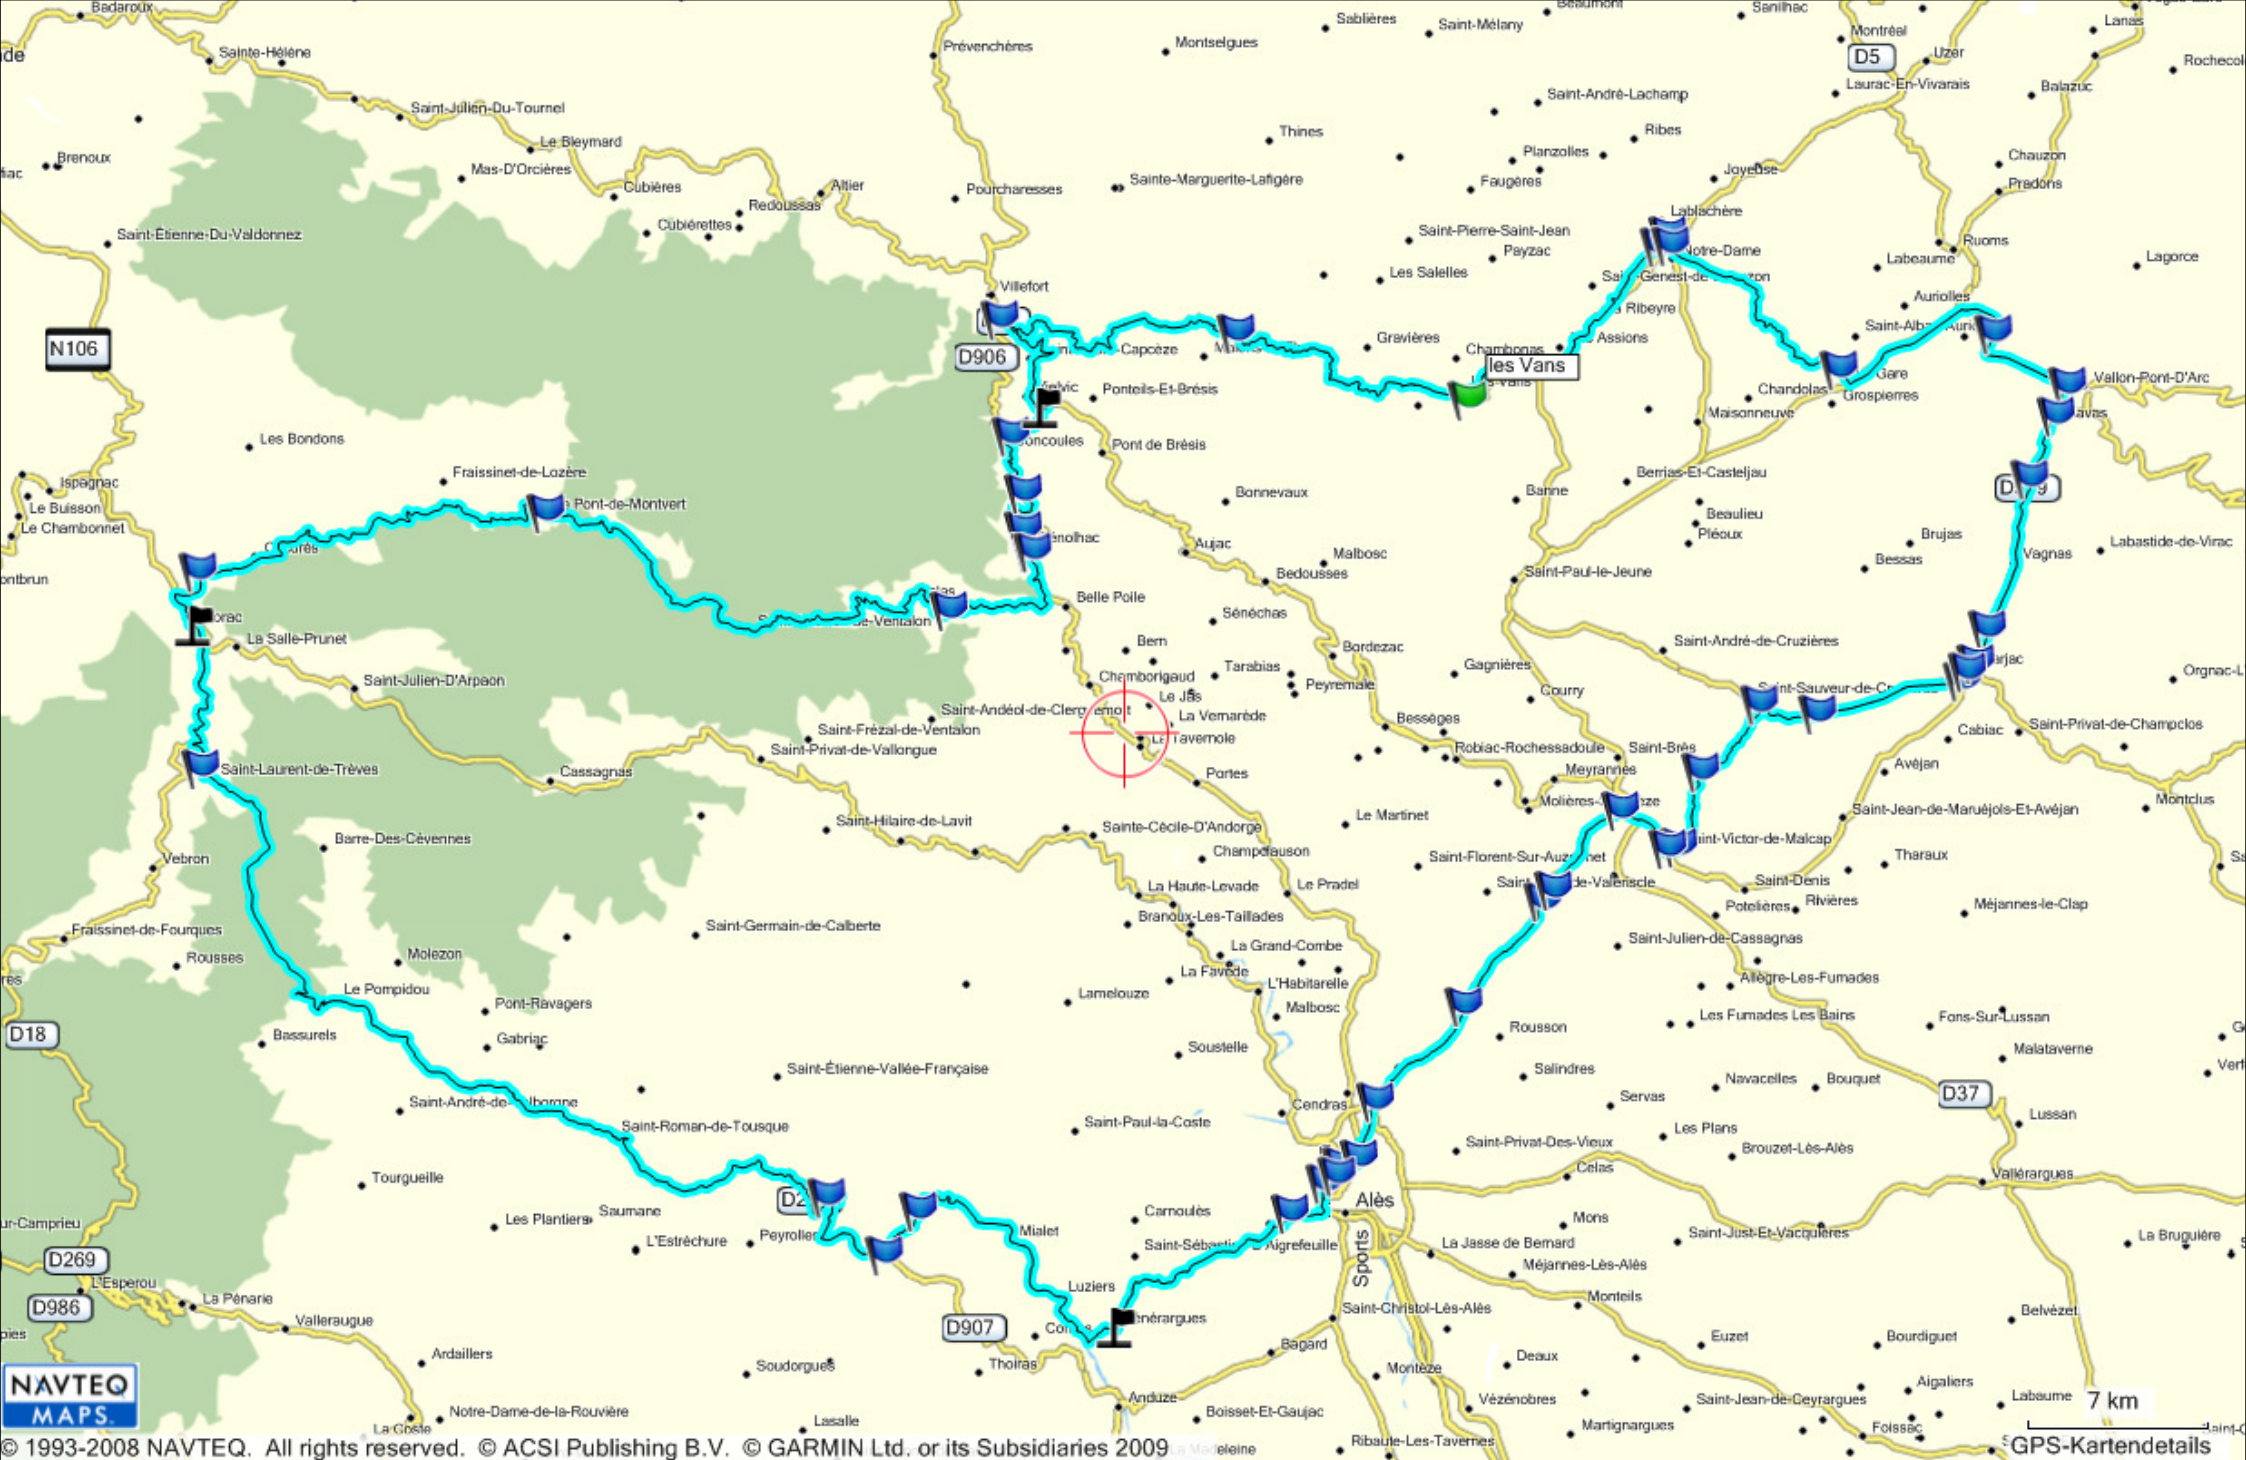 Badaroux
Sainte-Hélène
Prévenchères
Montselgues
Sablières
Saint-Mélany
Beaumont
Sanilhac
Montréal
Lanas
D5
Uzer
Laurac-En-Vivarais
Balazuc
Saint-Julien-Du-Tournel
Le Bleymard
Saint-André-Lachamp
Thines
Ribes
Planzolles
Chauzon
Brenoux
Mas-D'Orcières
Cubières
Altier
Pourcharesses
Sainte-Marguerite-Lafigère
Faugères
Joyeuse
Pradons
Redoussas
Cubiérettes
Lablachère
Saint-Étienne-Du-Valdonnez
Saint-Pierre-Saint-Jean
Payzac
Notre-Dame
Ruoms
Labeaume
Lagorce
Les Salelles
Villefort
Auriolles
Ribeyre
N106
D906
Capcèze
Gravières
Chambonas
Assions
les Vans
Gare
Vallon-Pont-D'Arc
Ponteils-Et-Brésis
Chandolas
Grospierres
Maisonneuve
Les Bondons
Pont de Brésis
Fraissinet-de-Lozère
Berrias-Et-Casteljau
Ispagnac
Le Buisson
Le Chambonnet
Pont-de-Montvert
Bonnevaux
Banne
Beaulieu
Pléoux
Brujas
Labastide-de-Virac
Vagnas
Bessas
Aujac
Malbosc
Bedousses
Saint-Paul-le-Jeune
Belle Poile
Sénéchas
La Salle-Prunet
Bern
Bordezac
Saint-André-de-Cruzières
Gagnières
Tarabias
Peyremale
Saint-Julien-D'Arpaon
Chamborigaud
Le Jas
Courry
Saint-Andéol-de-Clerguemort
La Vernarède
Bessèges
Cabiac
Saint-Privat-de-Champclos
Saint-Frézal-de-Ventalon
Saint-Privat-de-Vallongue
Robiac-Rochessadoule
Saint-Brès
Meyrannes
Avéjan
Saint-Laurent-de-Trèves
Cassagnas
Portes
Montclus
Saint-Jean-de-Maruéjols-Et-Avéjan
Le Martinet
Saint-Hilaire-de-Lavit
Sainte-Cécile-D'Andorge
Barre-Des-Cévennes
Champclauson
Tharaux
Vebron
La Haute-Levade
Le Pradel
Saint-Denis
Rivières
Potelières
Méjannes-le-Clap
Branoux-Les-Taillades
Saint-Germain-de-Calberte
Fraissinet-de-Fourques
Saint-Julien-de-Cassagnas
La Grand-Combe
Rousses
Molezon
La Favède
L'Habitarelle
Allègre-Les-Fumades
Le Pompidou
Lamelouze
Malbosc
Pont-Ravagers
Les Fumades Les Bains
Fons-Sur-Lussan
D18
Bassurels
Gabriac
Rousson
Soustelle
Malataverne
Saint-Étienne-Vallée-Française
Salindres
Navacelles
Bouquet
D37
Servas
Cendras
Lussan
Saint-Roman-de-Tousque
Saint-Paul-la-Coste
Les Plans
Saint-Privat-Des-Vieux
Brouzet-Lès-Alès
Celas
Vallérargues
Tourgueille
Alès
Les Plantiers
Saumane
Carnoulès
Mons
Mialet
Saint-Just-Et-Vacquières
La Bruguière
L'Estréchure
La Jasse de Bernard
D269
Méjannes-Lès-Alès
Sports
L'Esperou
Luziers
La Pénarie
D986
Monteils
Saint-Christol-Lès-Alès
Belvézet
Valleraugue
D907
Bagard
Euzet
Bourdiguet
Ardaillers
Soudorgues
Thoiras
Deaux
Montèze
Aigaliers
Labaume
NAVTEQ
MAPS.
Anduze
Vézénobres
Saint-Jean-de-Ceyrargues
7 km
Notre-Dame-de-la-Rouvière
Boisset-Et-Gaujac
Martignargues
Foissac
La Coste
Lasalle
Ribaute-Les-Tavernes
© 1993-2008 NAVTEQ. All rights reserved. © ACSI Publishing B.V. © GARMIN Ltd. or its Subsidiaries 2009
GPS-Kartendetails